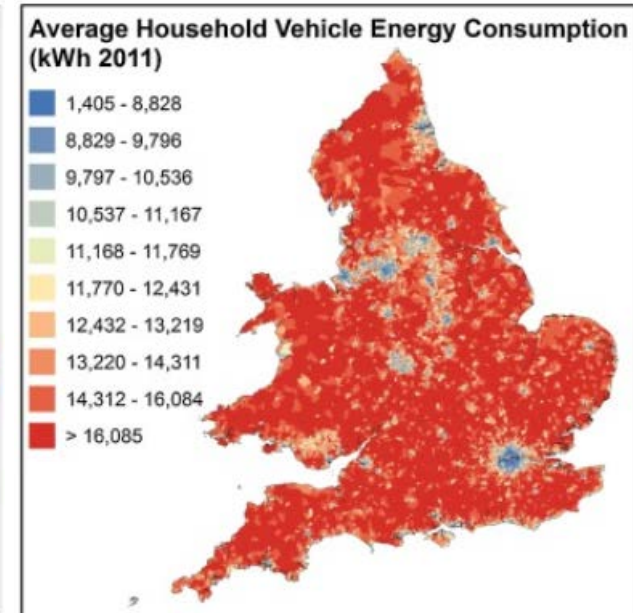 Average Household Vehicle Energy Consumption
(kWh 2011)
1,405 - 8,828
8,829 - 9,796
9,797 - 10,536
10,537 - 11,167
11,168 - 11,769
11,770 - 12,431
12,432 - 13,219
13,220 - 14,311
14,312 - 16,084
> 16,085